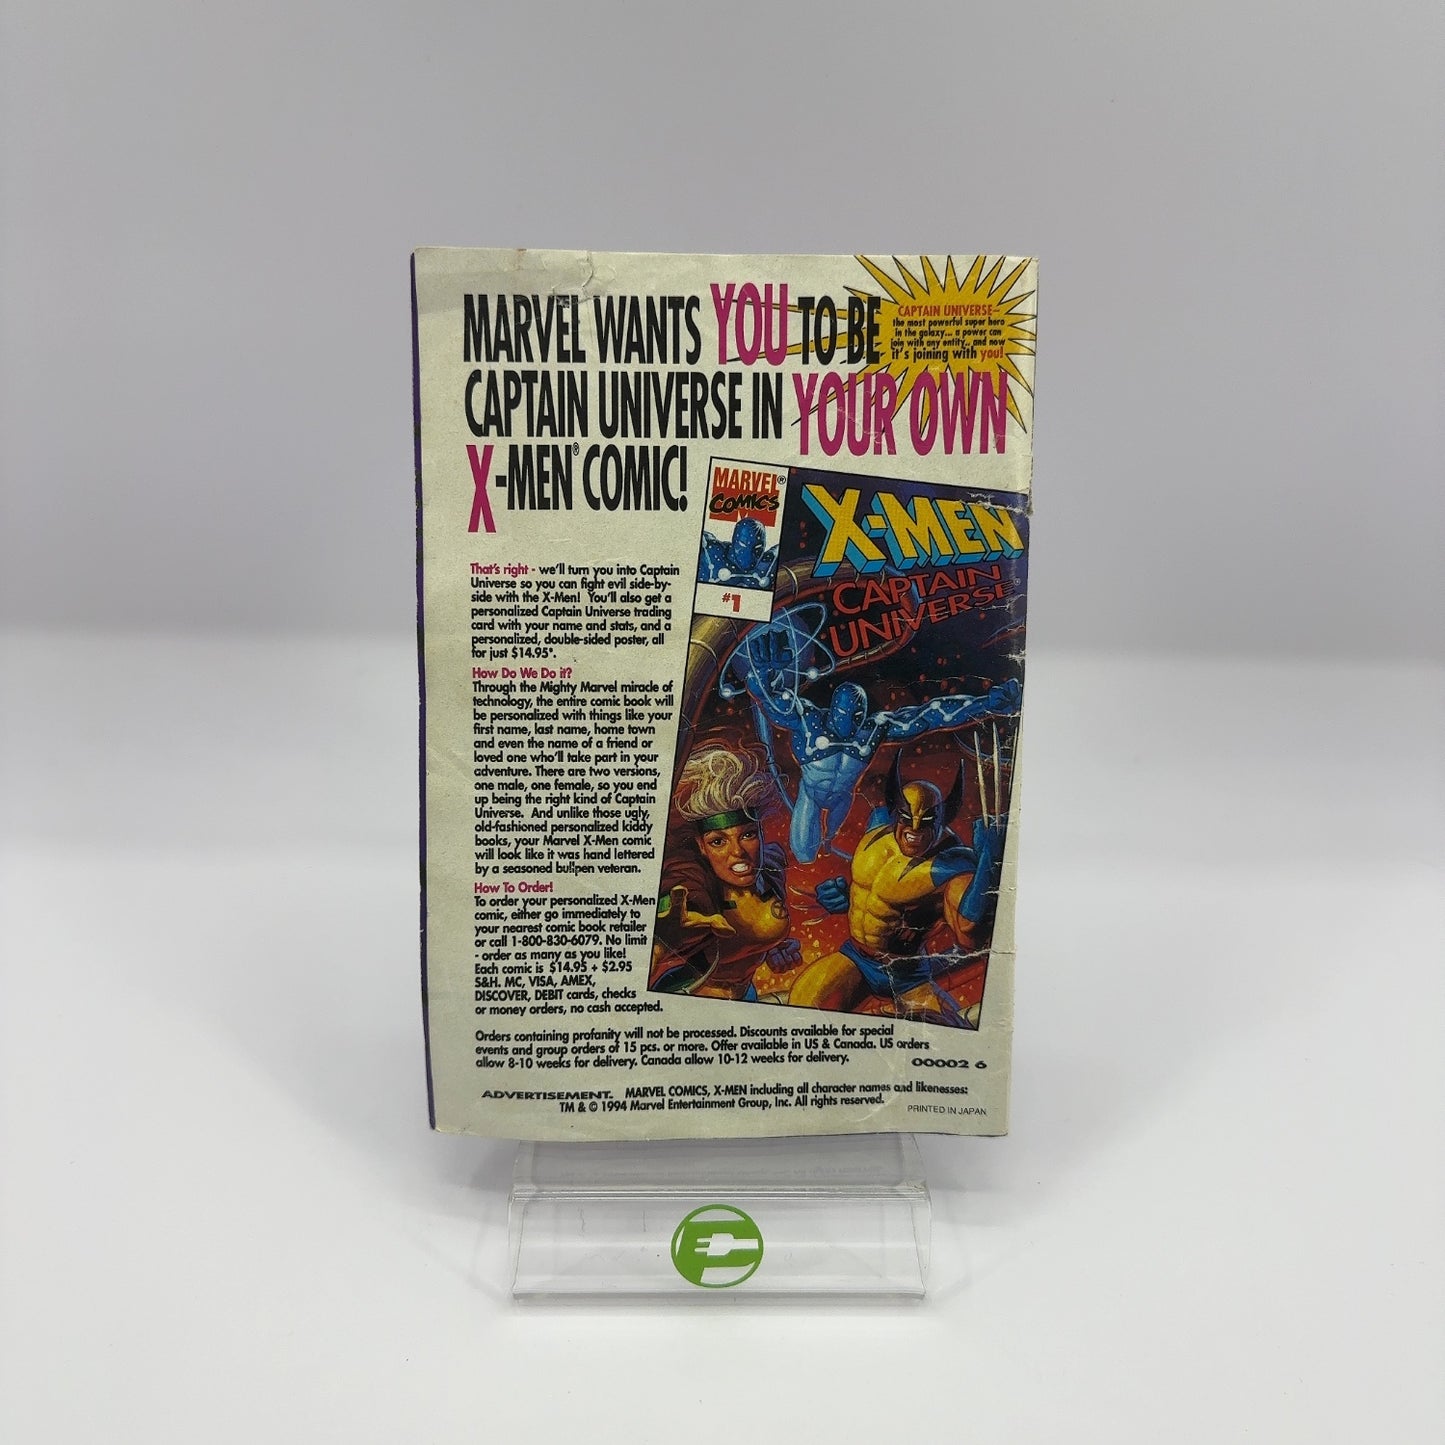 MARVEL WANTS YOU TO BE
CAPTAIN UNIVERSE IN YOUR OWN
X-MEN® COMIC!
CAPTAIN UNIVERSE—
the most powerful super hero
in the galaxy... a power can
join with any entity.. and now
it's joining with you!
MARVEL®
COMICS
#1
X-MEN
CAPTAIN
UNIVERSE®
That's right - we'll turn you into Captain
Universe so you can fight evil side-by-
side with the X-Men! You'll also get a
personalized Captain Universe trading
card with your name and stats, and a
personalized, double-sided poster, all
for just $14.95*.
How Do We Do it?
Through the Mighty Marvel miracle of
technology, the entire comic book will
be personalized with things like your
first name, last name, home town
and even the name of a friend or
loved one who'll take part in your
adventure. There are two versions,
one male, one female, so you end
up being the right kind of Captain
Universe. And unlike those ugly,
old-fashioned personalized kiddy
books, your Marvel X-Men comic
will look like it was hand lettered
by a seasoned bullpen veteran.
How To Order!
To order your personalized X-Men
comic, either go immediately to
your nearest comic book retailer
or call 1-800-830-6079. No limit
- order as many as you like!
Each comic is $14.95 + $2.95
S&H. MC, VISA, AMEX,
DISCOVER, DEBIT cards, checks
or money orders, no cash accepted.
Orders containing profanity will not be processed. Discounts available for special
events and group orders of 15 pcs. or more. Offer available in US & Canada. US orders
allow 8-10 weeks for delivery. Canada allow 10-12 weeks for delivery.
00002 6
ADVERTISEMENT. MARVEL COMICS, X-MEN including all character names and likenesses:
TM & © 1994 Marvel Entertainment Group, Inc. All rights reserved.
PRINTED IN JAPAN